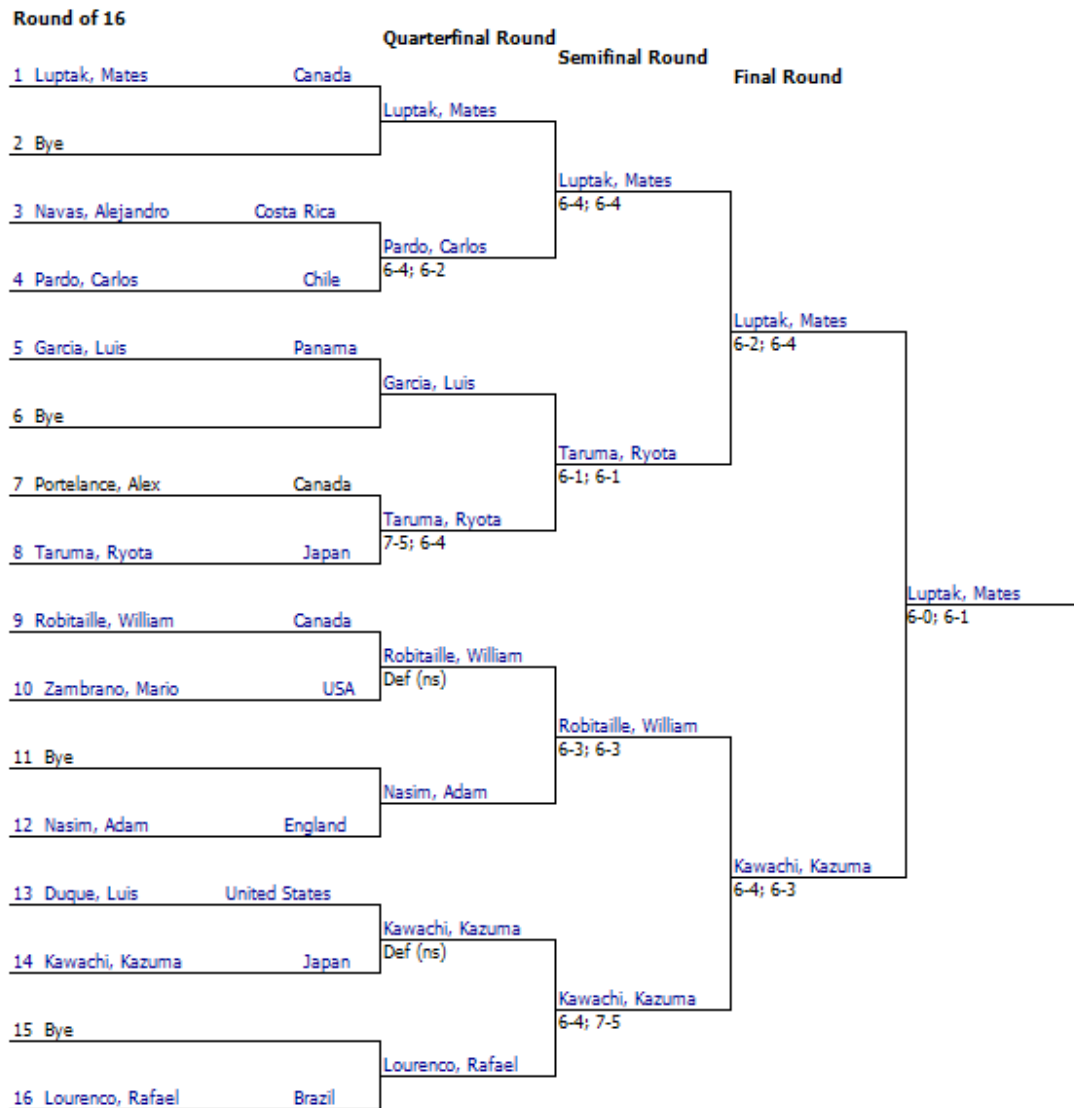 Round of 16
Quarterfinal Round
Semifinal Round
Final Round
1 Luptak, Mates Canada
Luptak, Mates
2 Bye
Luptak, Mates
6-4; 6-4
3 Navas, Alejandro Costa Rica
Pardo, Carlos
6-4; 6-2
4 Pardo, Carlos Chile
Luptak, Mates
6-2; 6-4
5 Garcia, Luis Panama
Garcia, Luis
6 Bye
Taruma, Ryota
6-1; 6-1
7 Portelance, Alex Canada
Taruma, Ryota
7-5; 6-4
8 Taruma, Ryota Japan
Luptak, Mates
6-0; 6-1
9 Robitaille, William Canada
Robitaille, William
Def (ns)
10 Zambrano, Mario USA
Robitaille, William
6-3; 6-3
11 Bye
Nasim, Adam
12 Nasim, Adam England
Kawachi, Kazuma
6-4; 6-3
13 Duque, Luis United States
Kawachi, Kazuma
Def (ns)
14 Kawachi, Kazuma Japan
Kawachi, Kazuma
6-4; 7-5
15 Bye
Lourenco, Rafael
16 Lourenco, Rafael Brazil